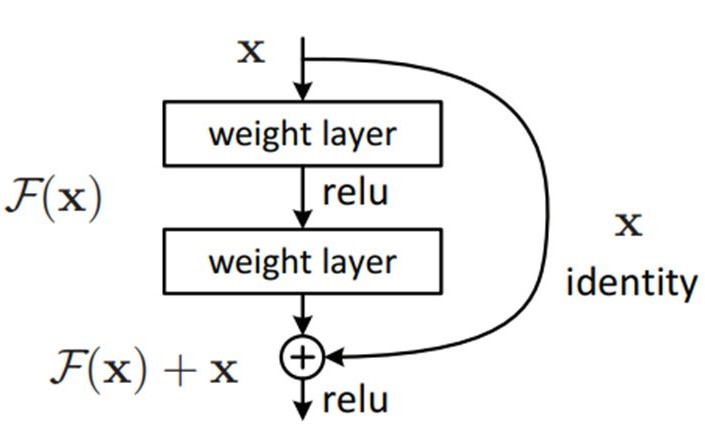 x
weight layer
relu
F(x)
weight layer
x
identity
F(x) + x
relu